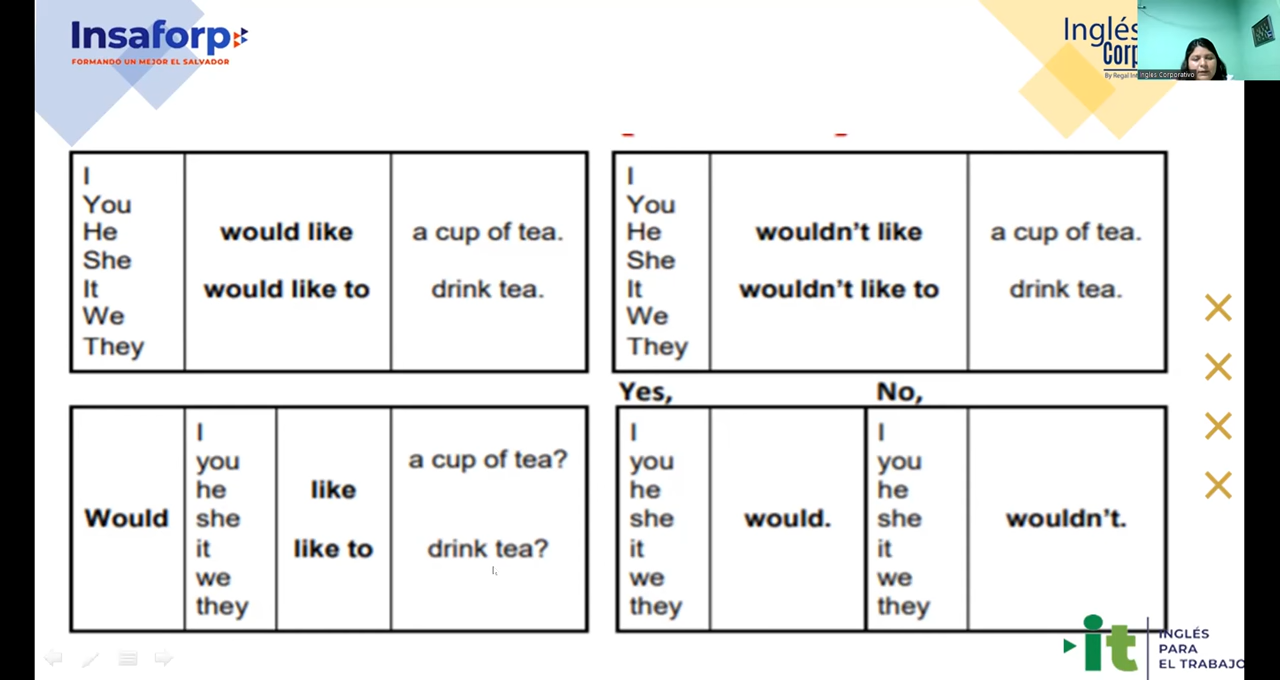 Insaforp
FORMANDO UN MEJOR EL SALVADOR
Inglés
Corp
Inglés Corporativo
I
You
He
She
It
We
They
would like
would like to
a cup of tea.
drink tea.
I
You
He
She
It
We
They
wouldn't like
wouldn't like to
a cup of tea.
drink tea.
Would
I
you
he
she
it
we
they
like
like to
a cup of tea?
drink tea?
Yes,
I
you
he
she
it
we
they
would.
No,
I
you
he
she
it
we
they
wouldn't.
it
INGLÉS
PARA
EL TRABAJO